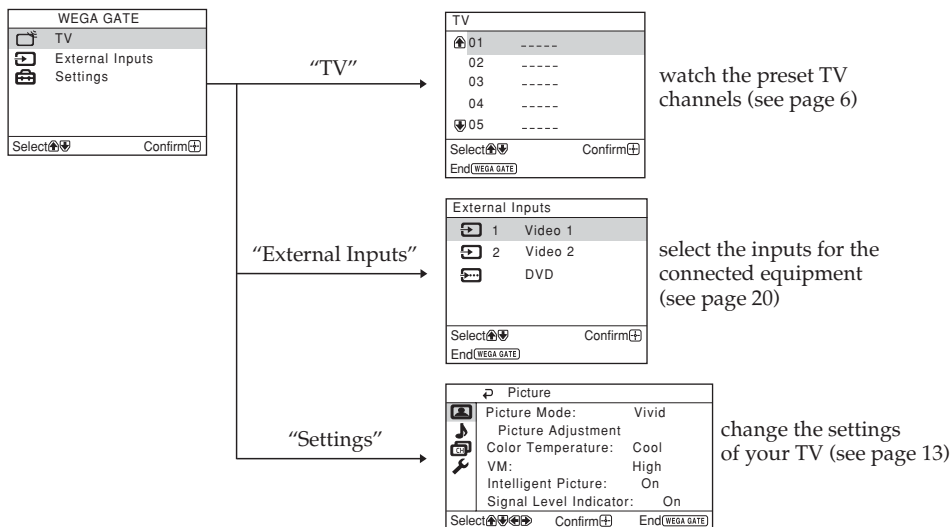 WEGA GATE
TV
External Inputs
Settings
Select Confirm
"TV"
TV
01 -----
02 -----
03 -----
04 -----
05 -----
Select Confirm
End WEGA GATE
watch the preset TV
channels (see page 6)
"External Inputs"
External Inputs
1 Video 1
2 Video 2
DVD
Select Confirm
End WEGA GATE
select the inputs for the
connected equipment
(see page 20)
"Settings"
Picture
Picture Mode: Vivid
Picture Adjustment
CH
Color Temperature: Cool
VM: High
Intelligent Picture: On
Signal Level Indicator: On
Select Confirm End WEGA GATE
change the settings
of your TV (see page 13)